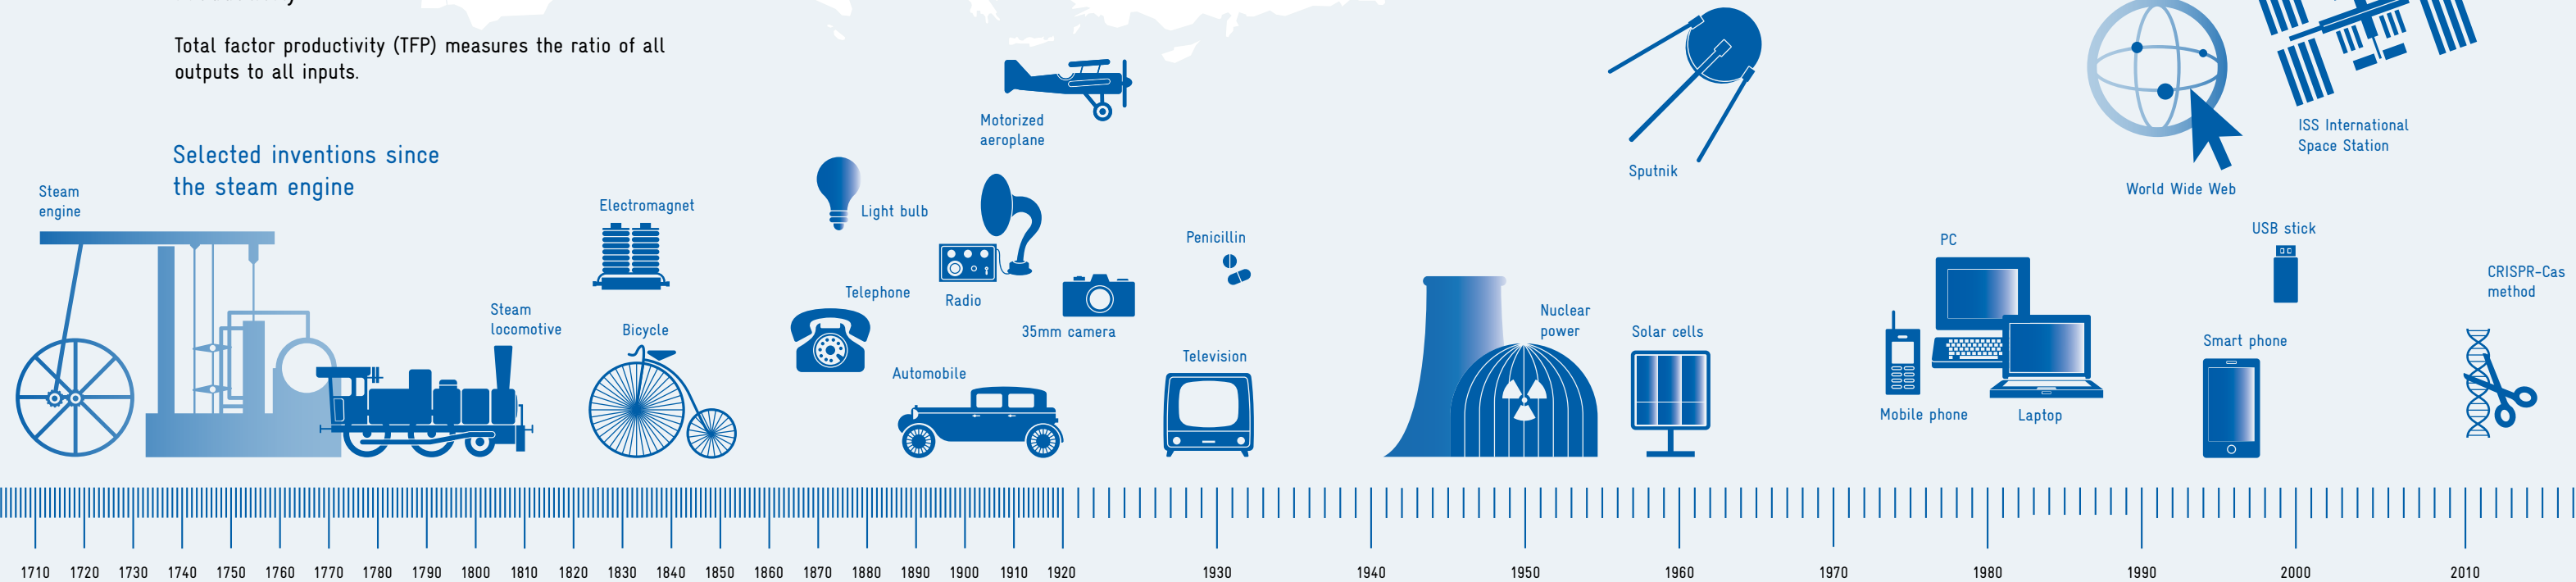 Total factor productivity (TFP) measures the ratio of all
outputs to all inputs.
Selected inventions since
the steam engine
Steam
engine
Steam
locomotive
Electromagnet
Bicycle
Light bulb
Telephone
Automobile
Motorized
aeroplane
Radio
35mm camera
Penicillin
Television
Nuclear
power
Sputnik
Solar cells
Mobile phone
PC
Laptop
World Wide Web
ISS International
Space Station
USB stick
Smart phone
CRISPR-Cas
method
1710 1720 1730 1740 1750 1760 1770 1780 1790 1800 1810 1820 1830 1840 1850 1860 1870 1880 1890 1900 1910 1920 1930 1940 1950 1960 1970 1980 1990 2000 2010